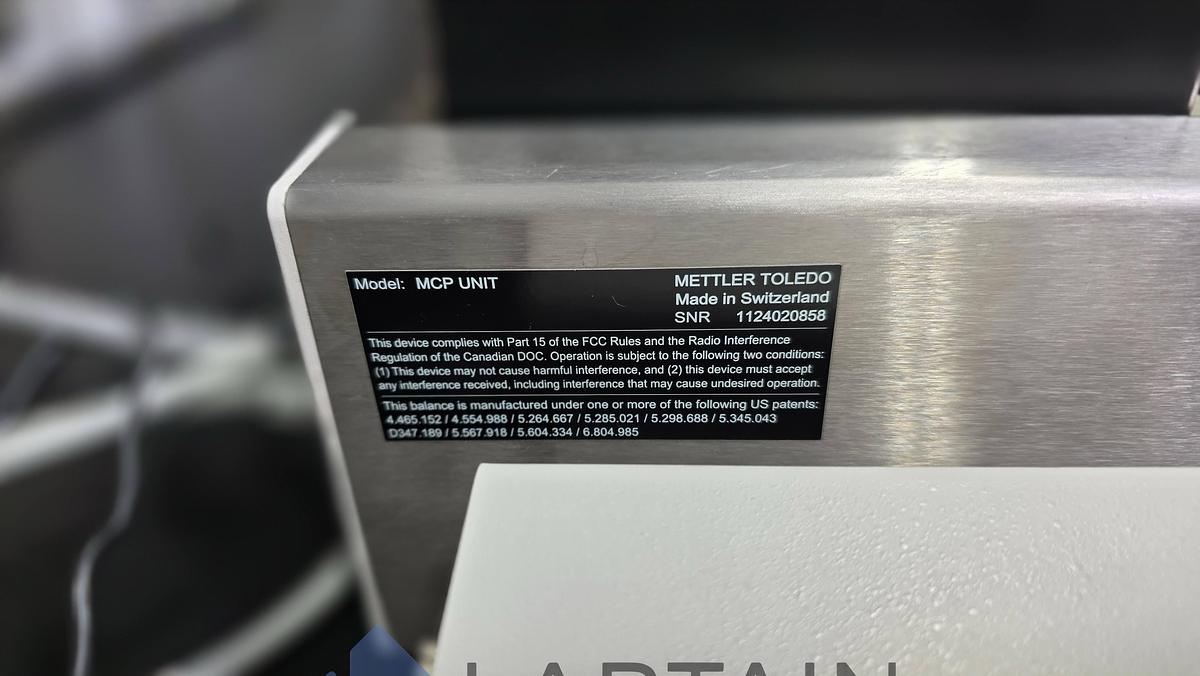 Model: MCP UNIT
METTLER TOLEDO
Made in Switzerland
SNR 1124020858
This device complies with Part 15 of the FCC Rules and the Radio Interference
Regulation of the Canadian DOC. Operation is subject to the following two conditions:
(1) This device may not cause harmful interference, and (2) this device must accept
any interference received, including interference that may cause undesired operation.
This balance is manufactured under one or more of the following US patents:
4.465.152 / 4.554.988 / 5.264.667 / 5.285.021 / 5.298.688 / 5.345.043
D347.189 / 5.567.918 / 5.604.334 / 6.804.985